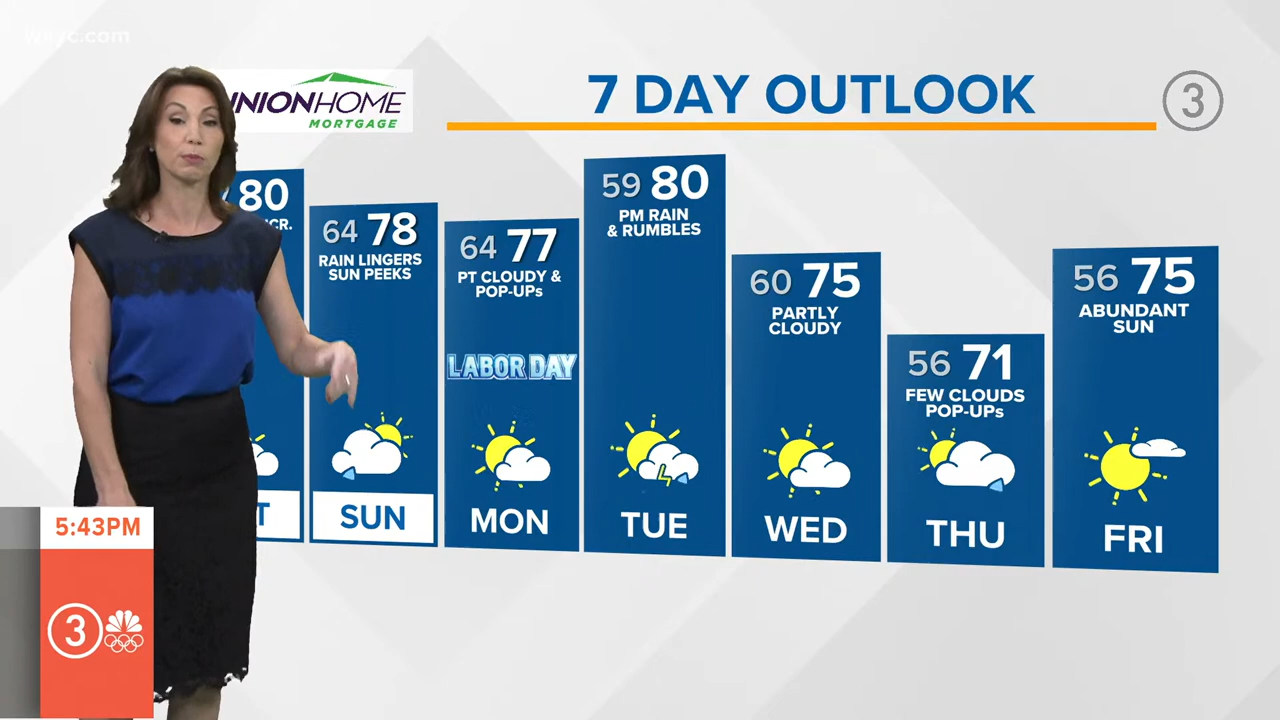 wkyc.com
UNIONHOME
MORTGAGE
7 DAY OUTLOOK
3
80
64 78
RAIN LINGERS
SUN PEEKS
SUN
64 77
PT CLOUDY &
POP-UPs
LABOR DAY
MON
59 80
PM RAIN
& RUMBLES
TUE
60 75
PARTLY
CLOUDY
WED
56 71
FEW CLOUDS
POP-UPs
THU
56 75
ABUNDANT
SUN
FRI
5:43PM
3